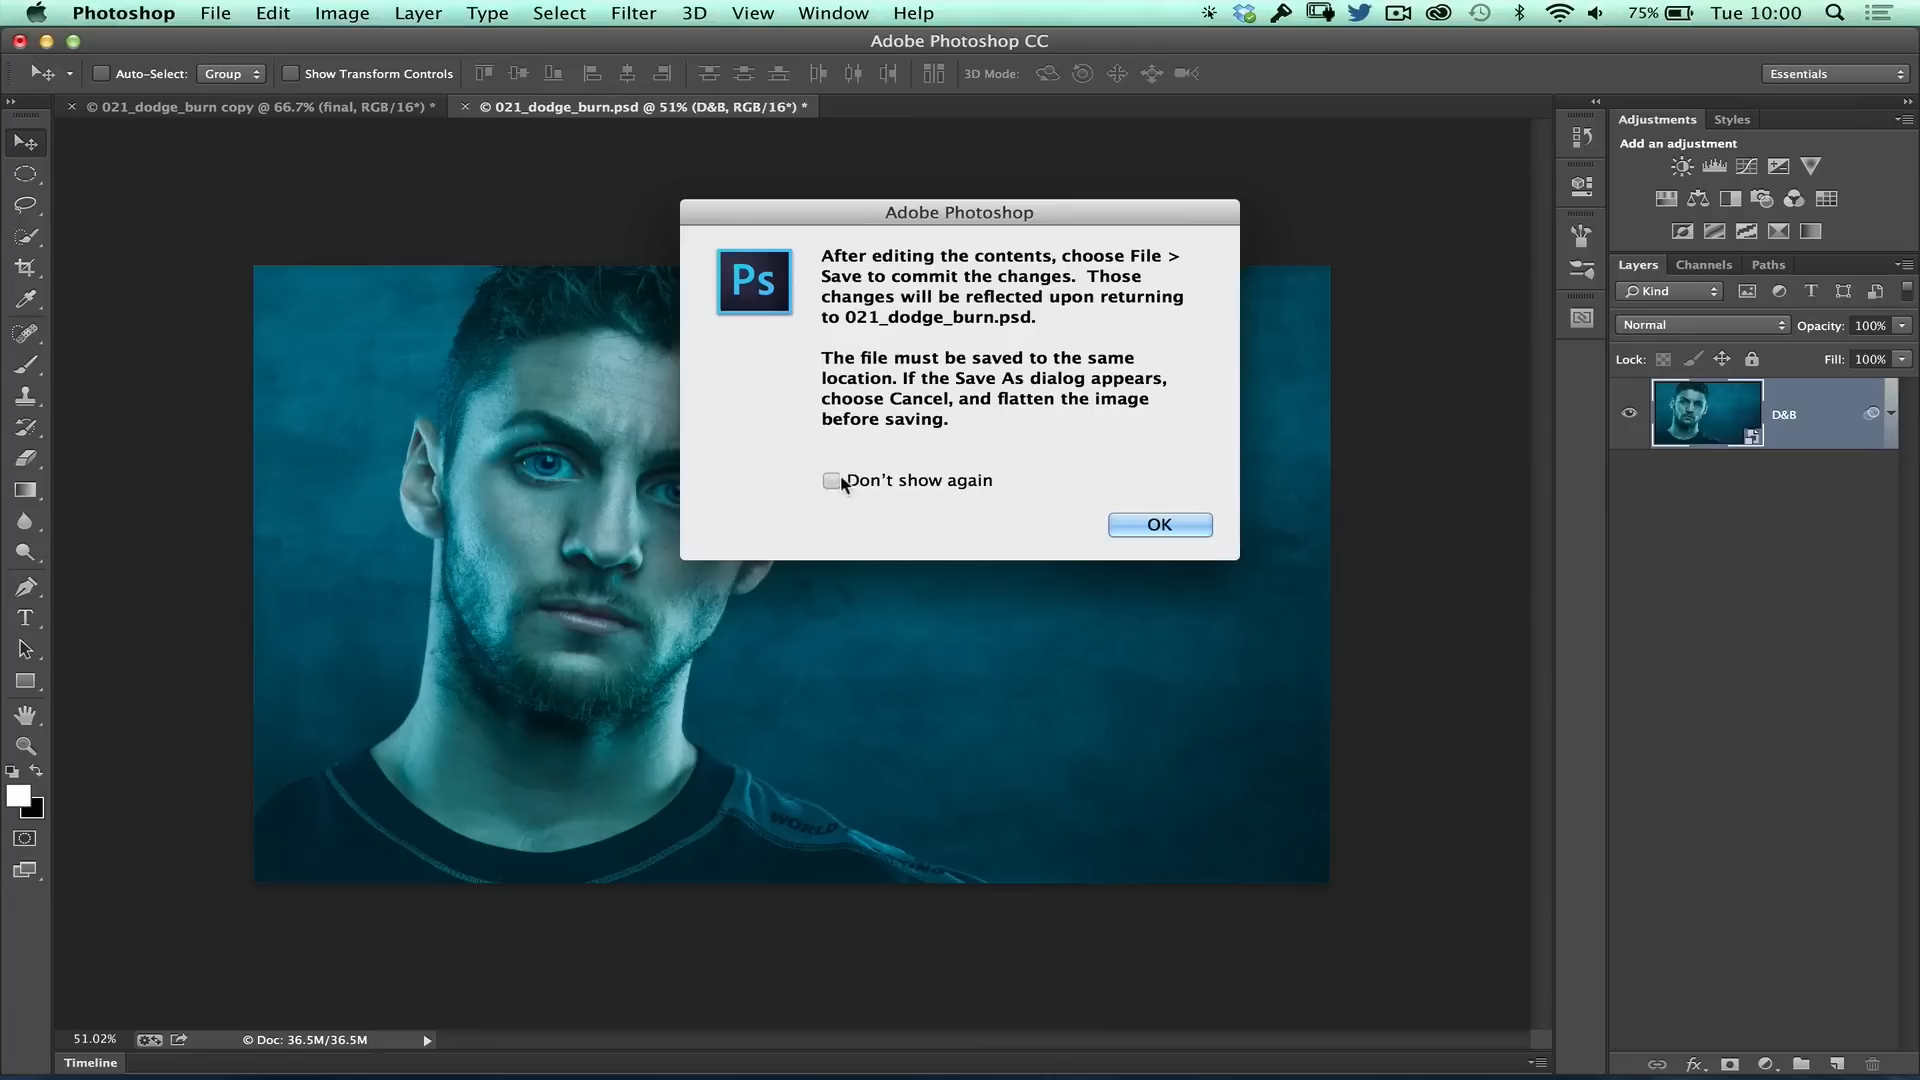 Photoshop File Edit Image Layer Type Select Filter 3D View Window Help 75% Tue 10:00
Adobe Photoshop CC
Auto-Select: Group Show Transform Controls 3D Mode: Essentials
© 021_dodge_burn copy @ 66.7% (final, RGB/16*) * © 021_dodge_burn.psd @ 51% (D&B, RGB/16*) *
Adjustments Styles
Add an adjustment
Adobe Photoshop
Ps
After editing the contents, choose File >
Save to commit the changes. Those
changes will be reflected upon returning
to 021_dodge_burn.psd.
The file must be saved to the same
location. If the Save As dialog appears,
choose Cancel, and flatten the image
before saving.
Don't show again
OK
Layers Channels Paths
Kind
Normal Opacity: 100%
Lock: Fill: 100%
D&B
WORLD
51.02% © Doc: 36.5M/36.5M
Timeline